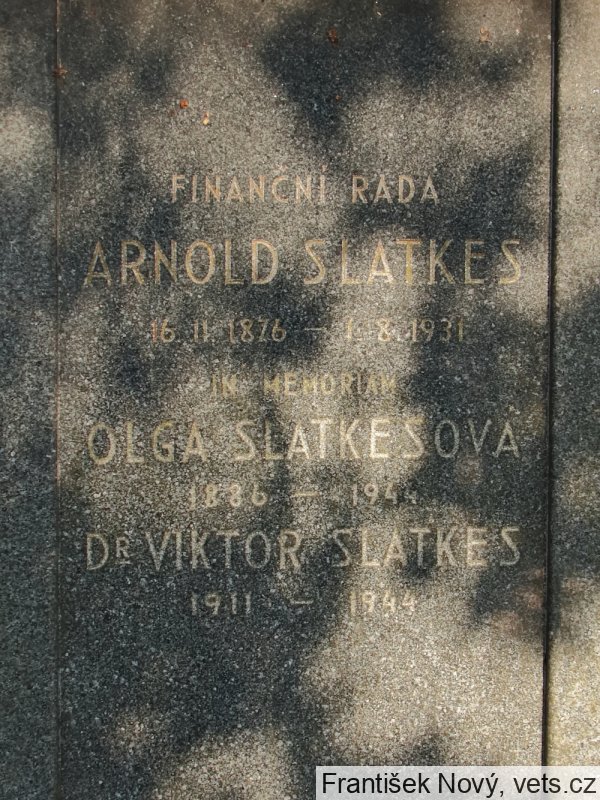 FINANČNÍ RADA
ARNOLD SLATKES
16.11.1876 – 1.8.1931
IN MEMORIAM
OLGA SLATKESOVÁ
1886 – 1944
DR VIKTOR SLATKES
1911 – 1944
František Nový, vets.cz